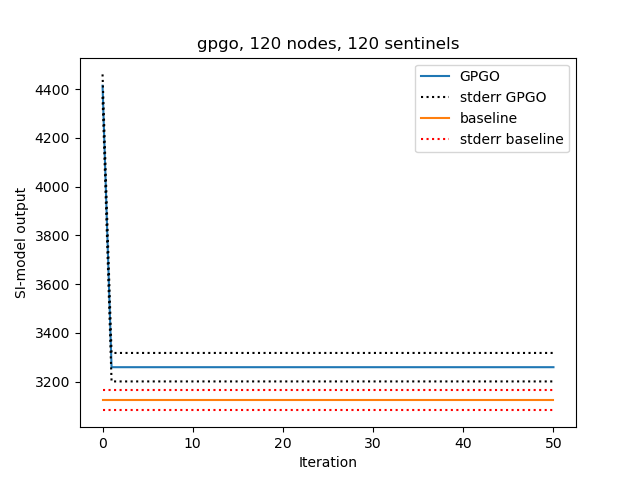 gpgo, 120 nodes, 120 sentinels
GPGO
stderr GPGO
baseline
stderr baseline
SI-model output
4400
4200
4000
3800
3600
3400
3200
0 10 20 30 40 50
Iteration